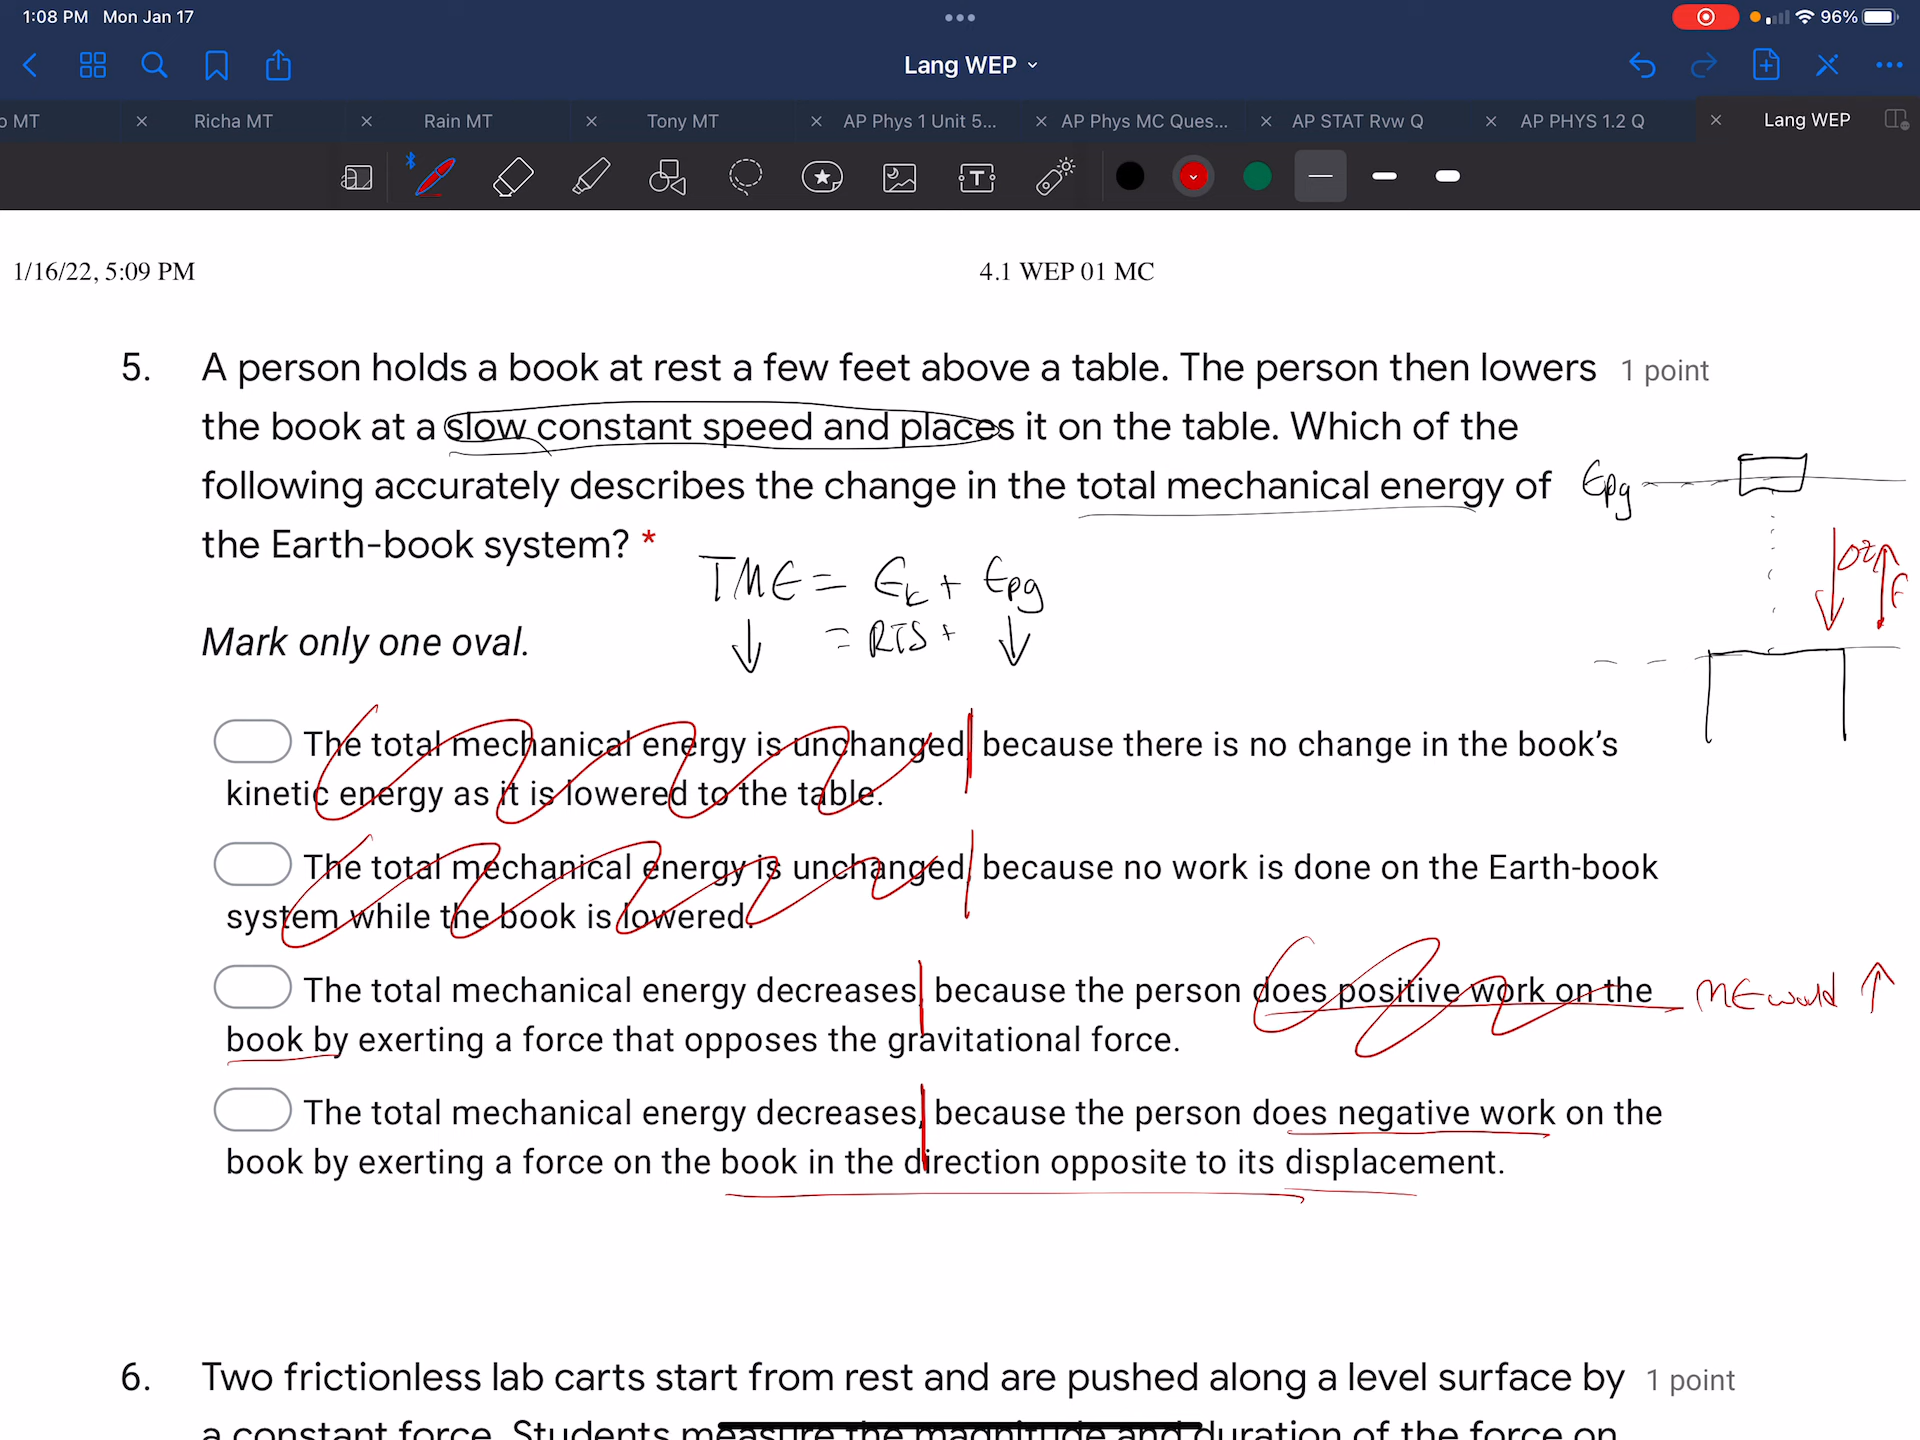 1:08 PM Mon Jan 17
96%
Lang WEP
o MT
Richa MT
Rain MT
Tony MT
AP Phys 1 Unit 5...
AP Phys MC Ques...
AP STAT Rvw Q
AP PHYS 1.2 Q
Lang WEP
1/16/22, 5:09 PM
4.1 WEP 01 MC
5. A person holds a book at rest a few feet above a table. The person then lowers 1 point
the book at a slow constant speed and places it on the table. Which of the
following accurately describes the change in the total mechanical energy of
the Earth-book system? *
Epg
TME = Ek + Epg
↓ = RTS + ↓
Mark only one oval.
The total mechanical energy is unchanged, because there is no change in the book's
kinetic energy as it is lowered to the table.
The total mechanical energy is unchanged, because no work is done on the Earth-book
system while the book is lowered.
The total mechanical energy decreases, because the person does positive work on the
book by exerting a force that opposes the gravitational force.
ME would ↑
The total mechanical energy decreases, because the person does negative work on the
book by exerting a force on the book in the direction opposite to its displacement.
6. Two frictionless lab carts start from rest and are pushed along a level surface by 1 point
a constant force. Students measure the magnitude and duration of the force on